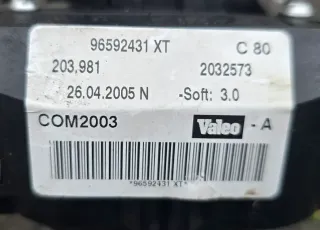 96592431 XT C 80
203,981 2032573
26.04.2005 N -Soft: 3.0
COM2003 Valeo - A
*96592431 XT*